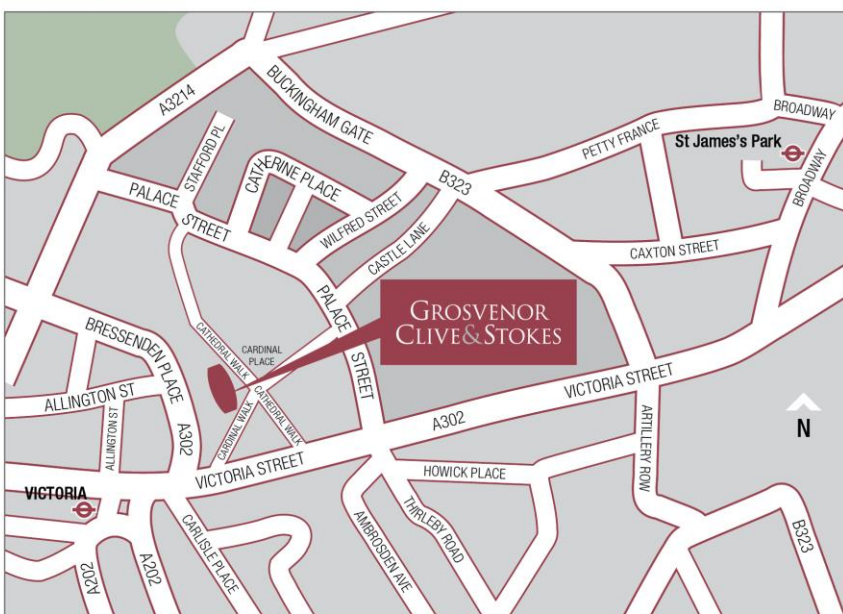 A3214
BUCKINGHAM GATE
BROADWAY
PETTY FRANCE
St James's Park
STAFFORD PL
CATHERINE PLACE
B323
BROADWAY
PALACE
STREET
WILFRED STREET
CASTLE LANE
CAXTON STREET
PALACE
STREET
GROSVENOR
CLIVE&STOKES
BRESSENDEN PLACE
CATHEDRAL WALK
CARDINAL
PLACE
VICTORIA STREET
ALLINGTON ST
ALLINGTON ST
A302
CARDINAL WALK
CATHEDRAL WALK
A302
ARTILLERY ROW
N
VICTORIA STREET
HOWICK PLACE
VICTORIA
THIRLEBY ROAD
AMBROSDEN AVE
CARLISLE PLACE
B323
A202
A202